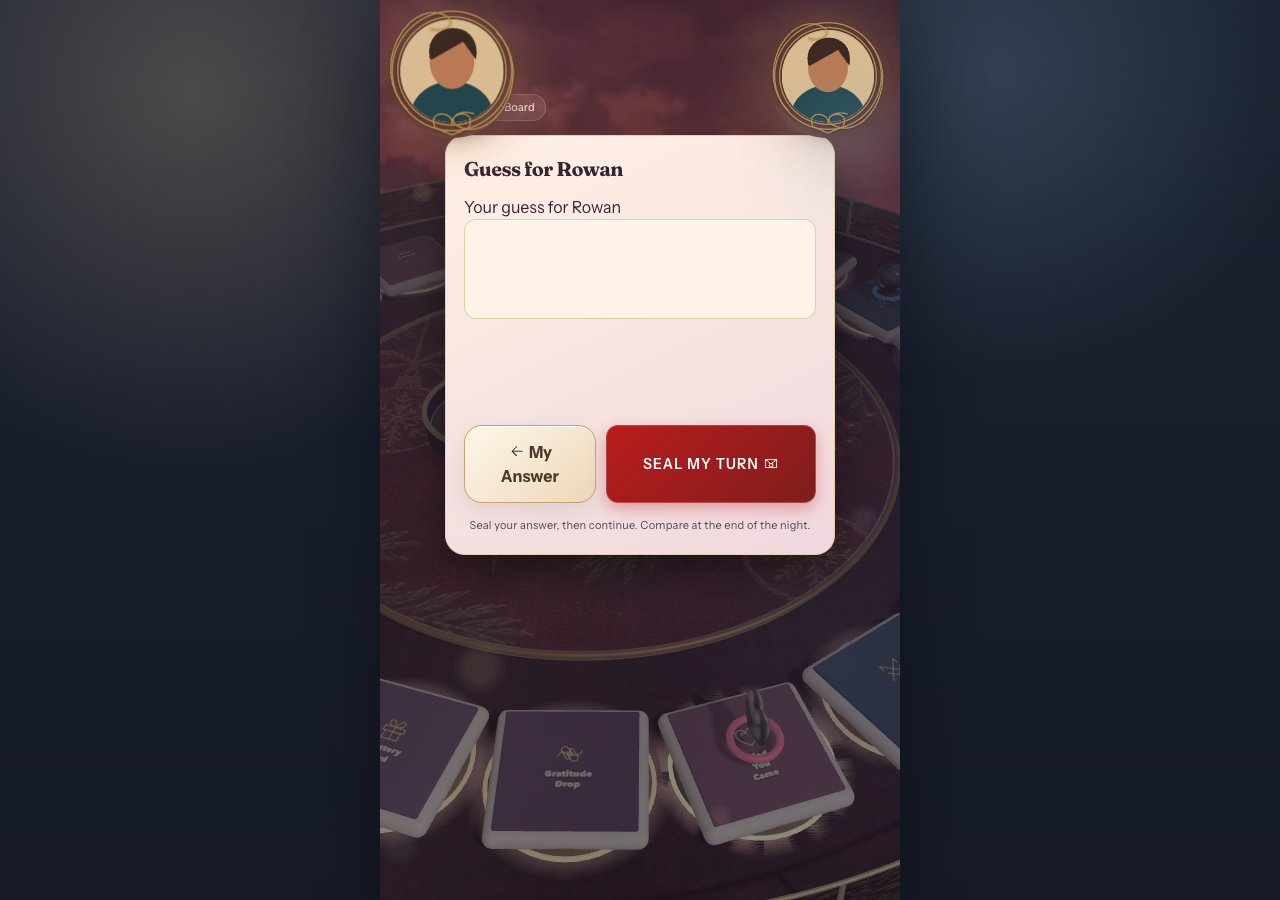 Board
Guess for Rowan
Your guess for Rowan
← My
Answer
SEAL MY TURN
Seal your answer, then continue. Compare at the end of the night.
Gratitude
Drop
You
Came